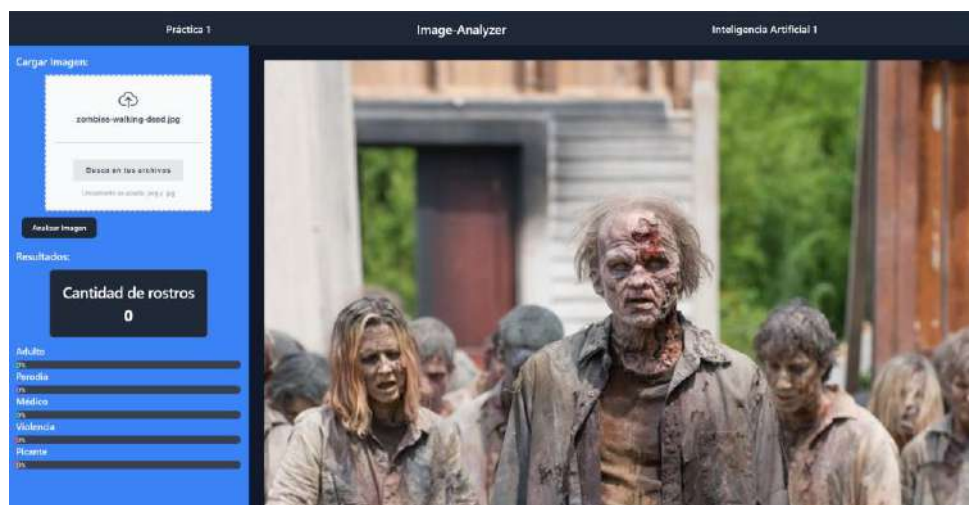 Práctica 1
Image-Analyzer
Inteligencia Artificial 1
Cargar Imagen:
zombies-walking-dead.jpg
Busca en tus archivos
Analizar Imagen
Resultados:
Cantidad de rostros
0
Adulto
0%
Parodia
0%
Médico
0%
Violencia
0%
Picante
0%